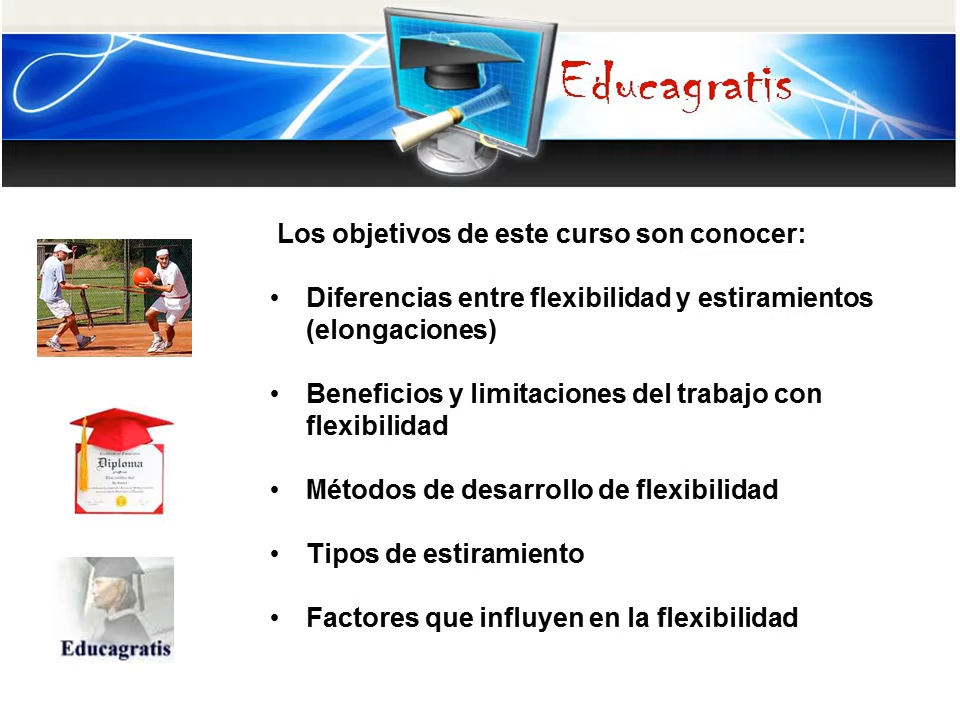 Educagratis
Los objetivos de este curso son conocer:
• Diferencias entre flexibilidad y estiramientos
(elongaciones)
• Beneficios y limitaciones del trabajo con
flexibilidad
• Métodos de desarrollo de flexibilidad
• Tipos de estiramiento
• Factores que influyen en la flexibilidad
Diploma
Educagratis